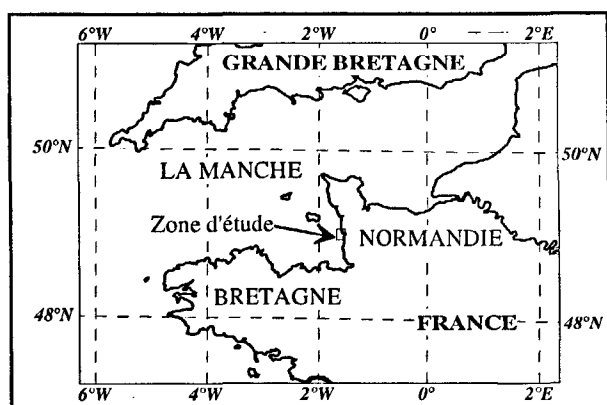 6°W 4°W 2°W 0° 2°E
GRANDE BRETAGNE
50°N 50°N
LA MANCHE
Zone d'étude NORMANDIE
BRETAGNE
48°N FRANCE 48°N
6°W 4°W 2°W 0° 2°E